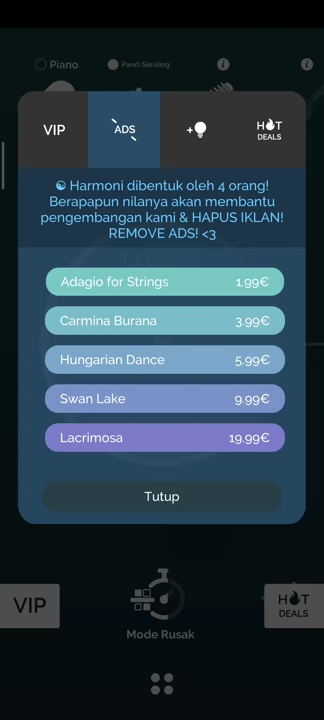 Piano
Panci Seruling
VIP
ADS
HOT
DEALS
Harmoni dibentuk oleh 4 orang!
Berapapun nilanya akan membantu
pengembangan kami & HAPUS IKLAN!
REMOVE ADS! <3
Adagio for Strings 1.99€
Carmina Burana 3.99€
Hungarian Dance 5.99€
Swan Lake 9.99€
Lacrimosa 19.99€
Tutup
VIP
HOT
DEALS
Mode Rusak